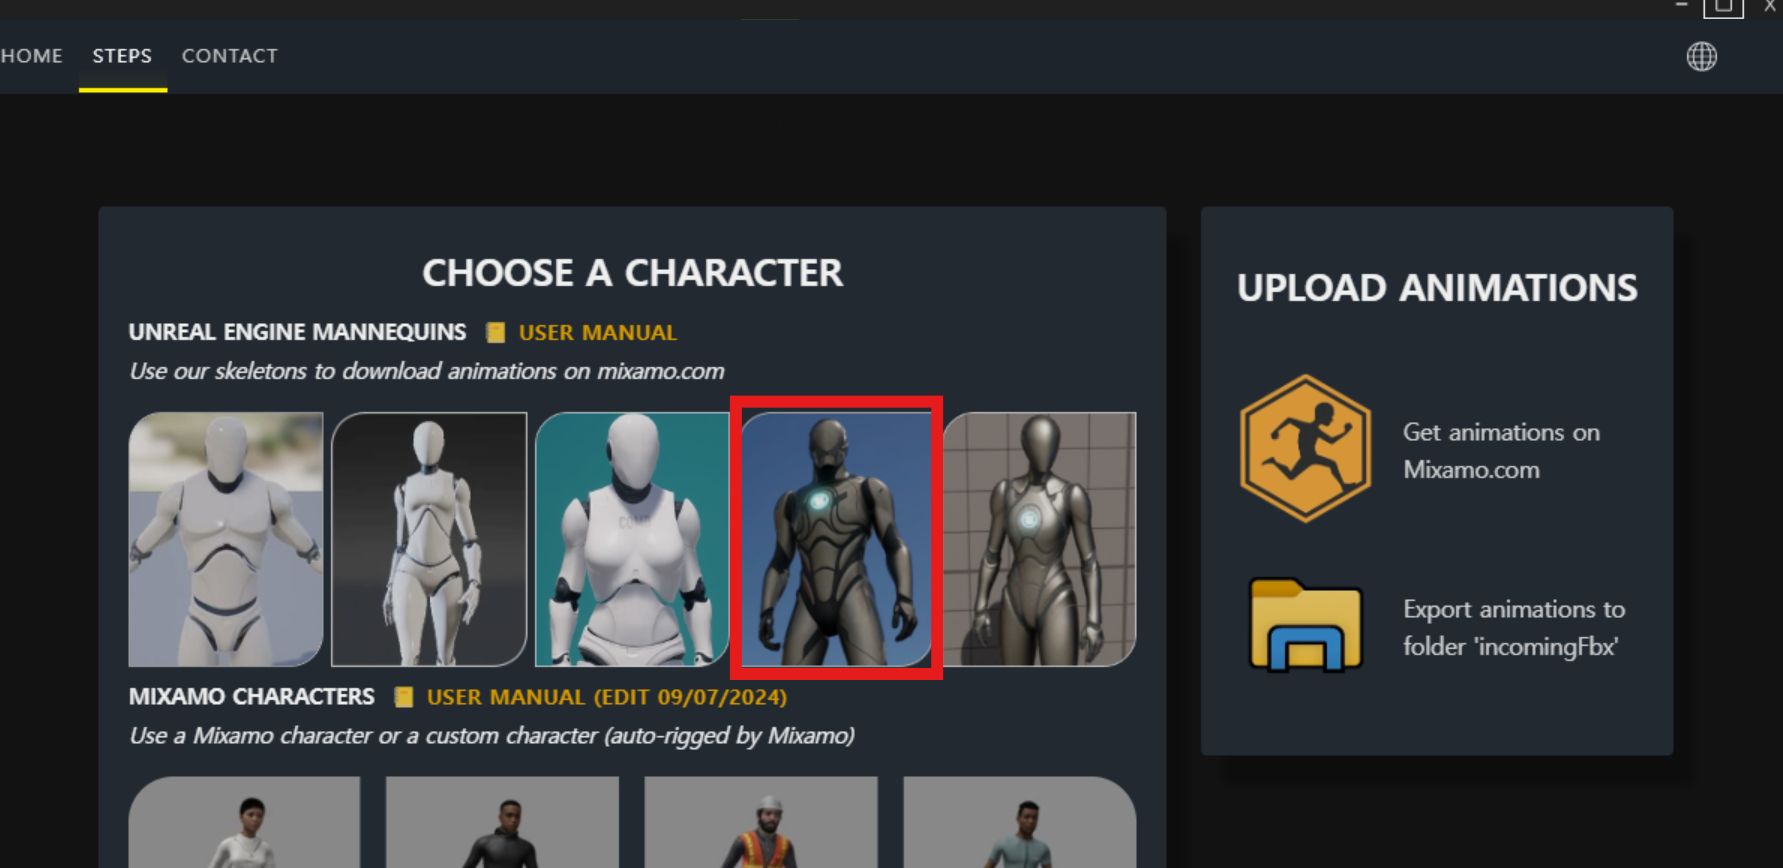 HOME STEPS CONTACT
CHOOSE A CHARACTER
UNREAL ENGINE MANNEQUINS USER MANUAL
Use our skeletons to download animations on mixamo.com
MIXAMO CHARACTERS USER MANUAL (EDIT 09/07/2024)
Use a Mixamo character or a custom character (auto-rigged by Mixamo)
UPLOAD ANIMATIONS
Get animations on
Mixamo.com
Export animations to
folder 'incomingFbx'